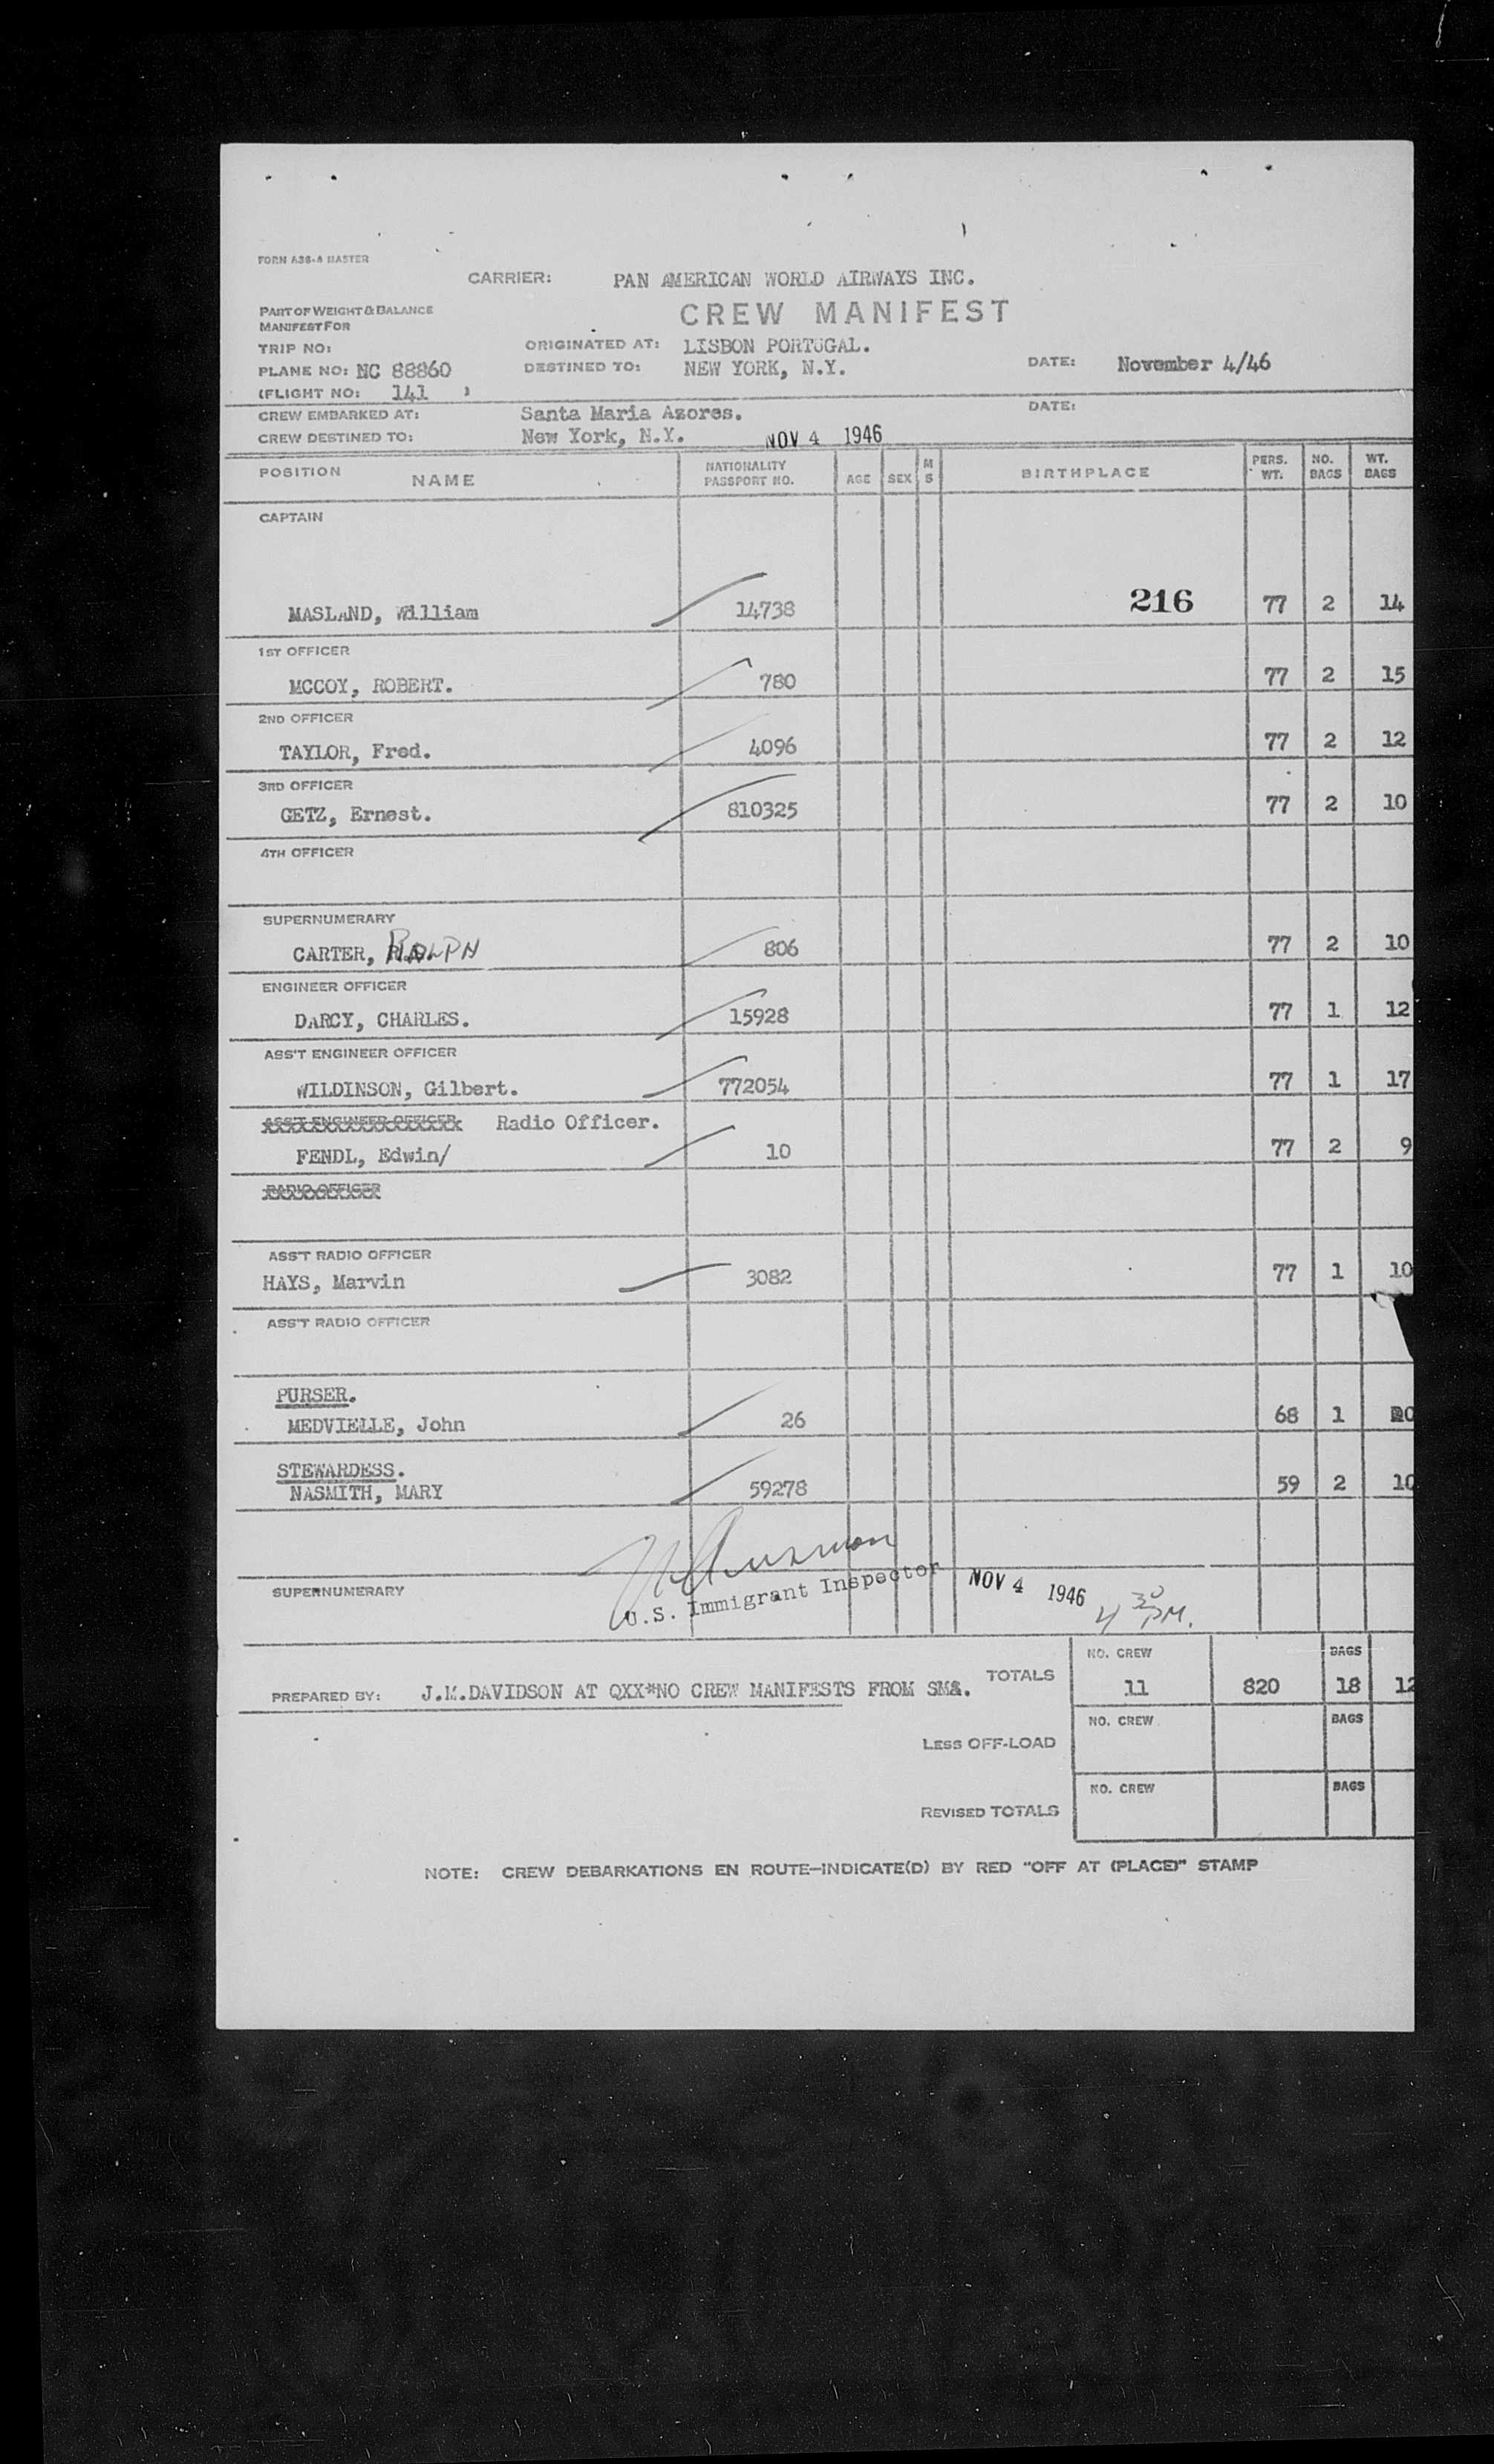 FORM A38-A MASTER
CARRIER: PAN AMERICAN WORLD AIRWAYS INC.
PART OF WEIGHT & BALANCE
MANIFEST FOR
CREW MANIFEST
TRIP NO: ORIGINATED AT: LISBON PORTUGAL.
PLANE NO: NC 88860 DESTINED TO: NEW YORK, N.Y. DATE: November 4/46
(FLIGHT NO: 141 )
CREW EMBARKED AT: Santa Maria Azores. DATE:
CREW DESTINED TO: New York, N.Y. NOV 4 1946
POSITION NAME NATIONALITY PASSPORT NO. AGE SEX M S BIRTHPLACE PERS. WT. NO. BAGS WT. BAGS
CAPTAIN
MASLAND, William 14738 216 77 2 14
1ST OFFICER
MCCOY, ROBERT. 780 77 2 15
2ND OFFICER
TAYLOR, Fred. 4096 77 2 12
3RD OFFICER
GETZ, Ernest. 810325 77 2 10
4TH OFFICER
SUPERNUMERARY
CARTER, RALPH 806 77 2 10
ENGINEER OFFICER
DARCY, CHARLES. 15928 77 1 12
ASS'T ENGINEER OFFICER
WILDINSON, Gilbert. 772054 77 1 17
ASS'T ENGINEER OFFICER Radio Officer.
FENDL, Edwin/ 10 77 2 9
RADIO OFFICER
ASS'T RADIO OFFICER
HAYS, Marvin 3082 77 1 10
ASS'T RADIO OFFICER
PURSER.
MEDVIELLE, John 26 68 1
STEWARDESS.
NASMITH, MARY 59278 59 2 10
SUPERNUMERARY
U.S. Immigrant Inspector NOV 4 1946 4 30 PM.
NO. CREW BAGS
PREPARED BY: J.M.DAVIDSON AT QXX*NO CREW MANIFESTS FROM SM&. TOTALS 11 820 18 12
NO. CREW BAGS
LESS OFF-LOAD
NO. CREW BAGS
REVISED TOTALS
NOTE: CREW DEBARKATIONS EN ROUTE—INDICATE(D) BY RED "OFF AT (PLACE)" STAMP